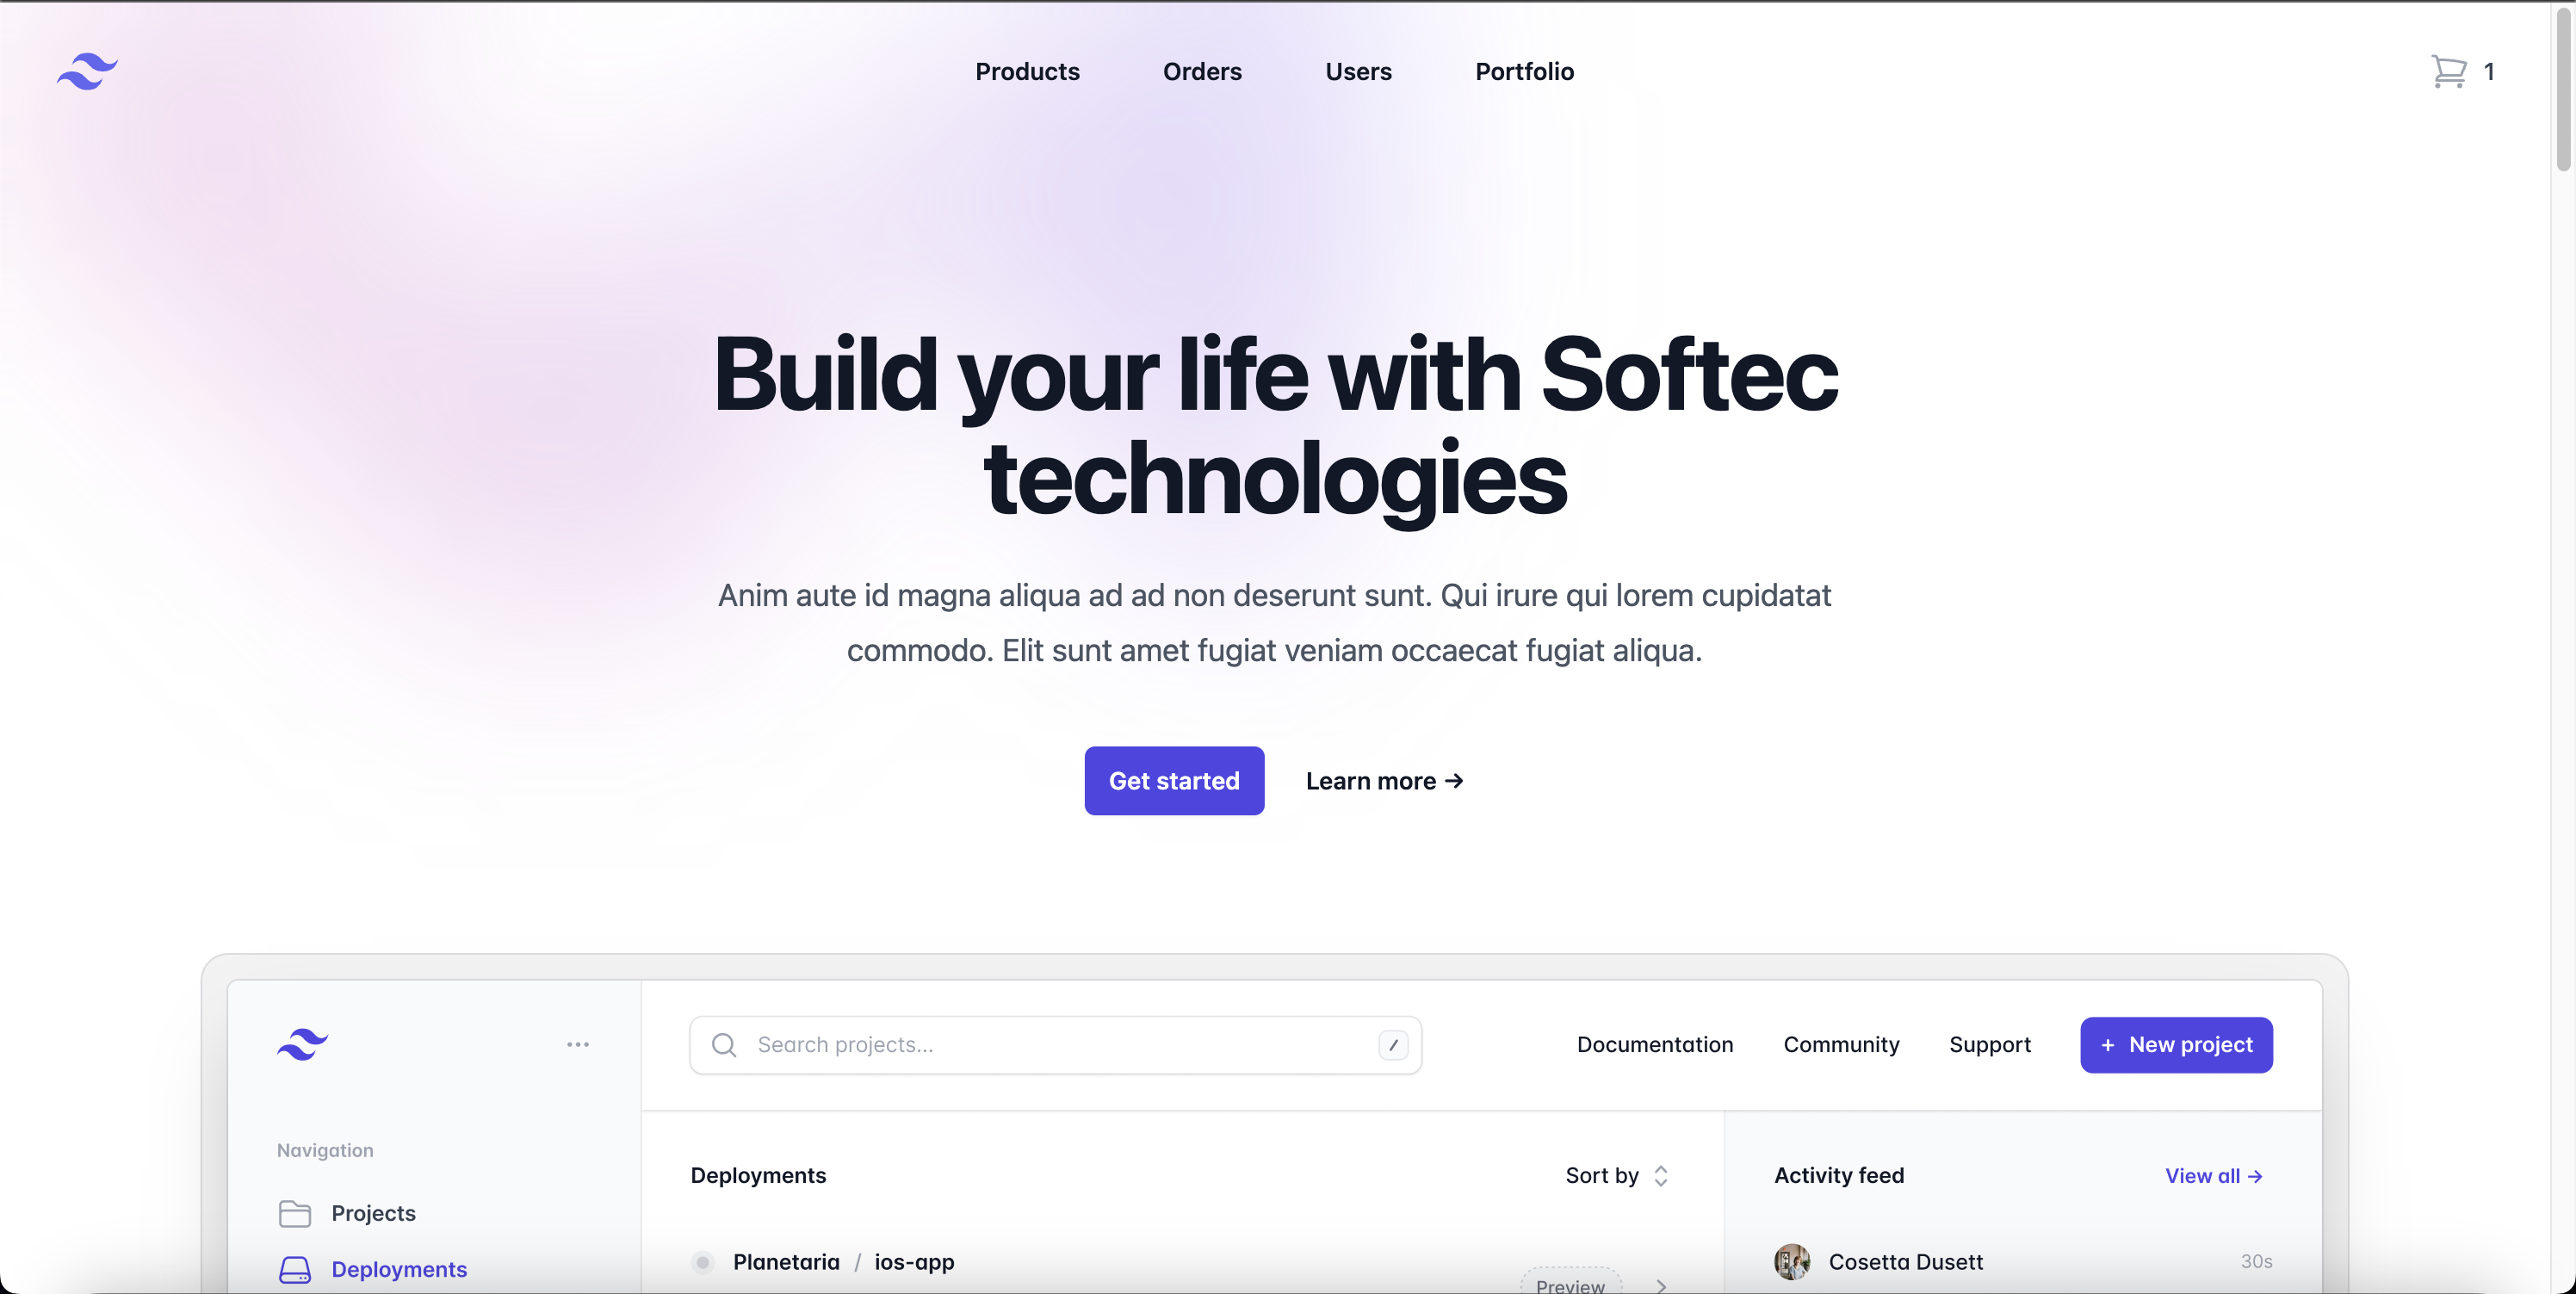 Products Orders Users Portfolio 1
Build your life with Softec
technologies
Anim aute id magna aliqua ad ad non deserunt sunt. Qui irure qui lorem cupidatat
commodo. Elit sunt amet fugiat veniam occaecat fugiat aliqua.
Get started Learn more →
Search projects... / Documentation Community Support + New project
Navigation
Deployments Sort by Activity feed View all →
Projects
Planetaria / ios-app Cosetta Dusett 30s
Deployments
Preview